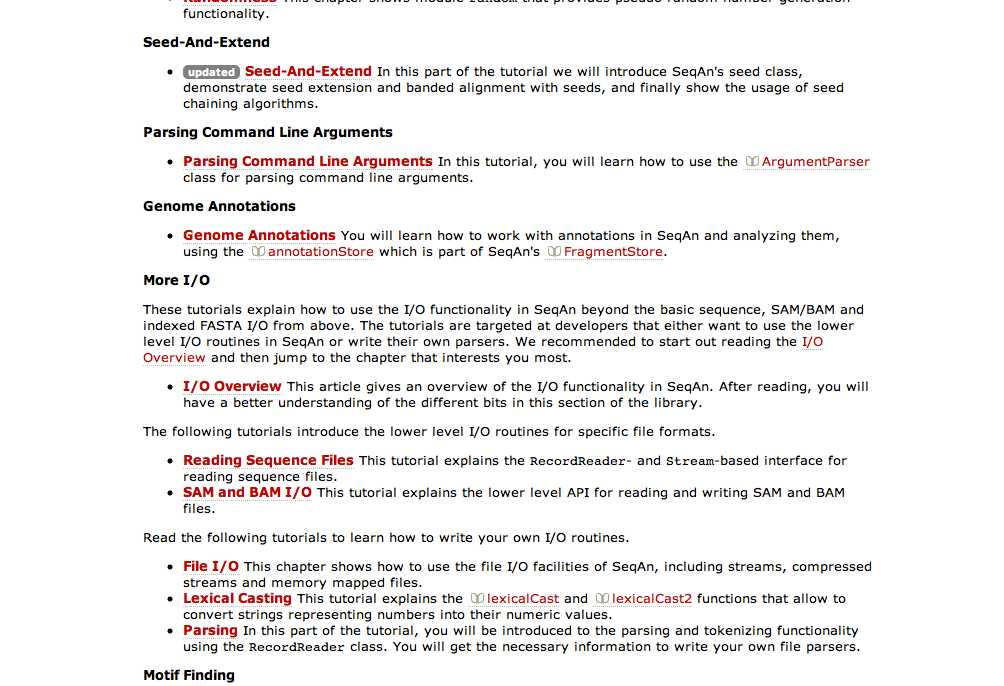 functionality.
Seed-And-Extend
• updated Seed-And-Extend In this part of the tutorial we will introduce SeqAn's seed class,
demonstrate seed extension and banded alignment with seeds, and finally show the usage of seed
chaining algorithms.
Parsing Command Line Arguments
• Parsing Command Line Arguments In this tutorial, you will learn how to use the ArgumentParser
class for parsing command line arguments.
Genome Annotations
• Genome Annotations You will learn how to work with annotations in SeqAn and analyzing them,
using the annotationStore which is part of SeqAn's FragmentStore.
More I/O
These tutorials explain how to use the I/O functionality in SeqAn beyond the basic sequence, SAM/BAM and
indexed FASTA I/O from above. The tutorials are targeted at developers that either want to use the lower
level I/O routines in SeqAn or write their own parsers. We recommended to start out reading the I/O
Overview and then jump to the chapter that interests you most.
• I/O Overview This article gives an overview of the I/O functionality in SeqAn. After reading, you will
have a better understanding of the different bits in this section of the library.
The following tutorials introduce the lower level I/O routines for specific file formats.
• Reading Sequence Files This tutorial explains the RecordReader- and Stream-based interface for
reading sequence files.
• SAM and BAM I/O This tutorial explains the lower level API for reading and writing SAM and BAM
files.
Read the following tutorials to learn how to write your own I/O routines.
• File I/O This chapter shows how to use the file I/O facilities of SeqAn, including streams, compressed
streams and memory mapped files.
• Lexical Casting This tutorial explains the lexicalCast and lexicalCast2 functions that allow to
convert strings representing numbers into their numeric values.
• Parsing In this part of the tutorial, you will be introduced to the parsing and tokenizing functionality
using the RecordReader class. You will get the necessary information to write your own file parsers.
Motif Finding